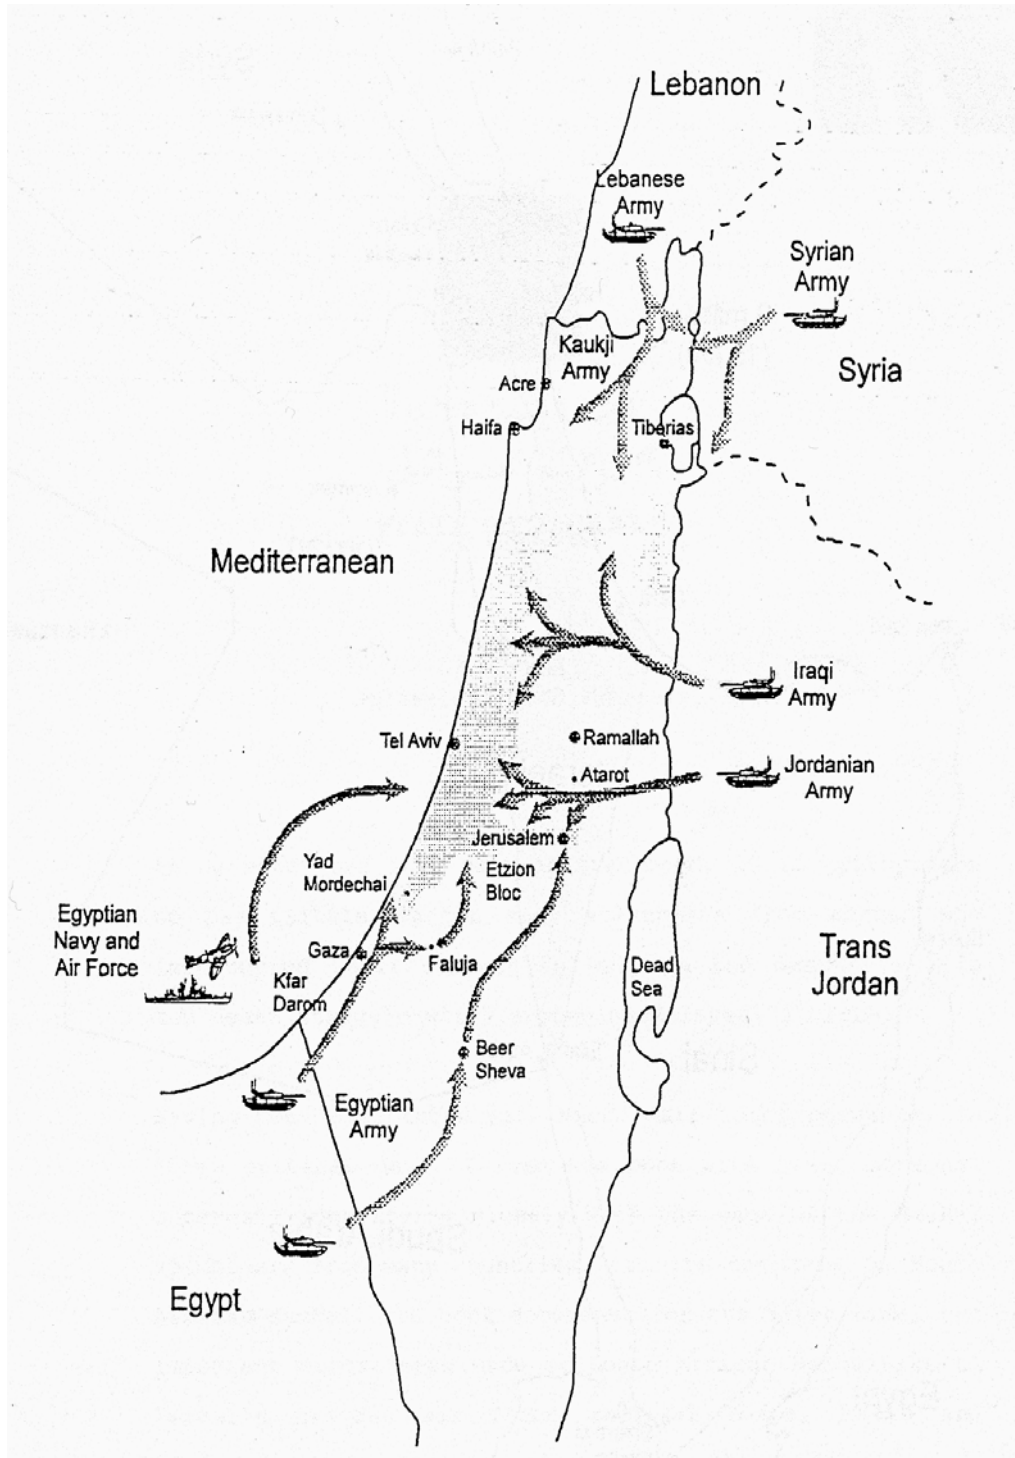 Lebanon
Lebanese
Army
Syrian
Army
Kaukji
Army
Syria
Acre
Haifa
Tiberias
Mediterranean
Iraqi
Army
Tel Aviv
Ramallah
Atarot
Jordanian
Army
Jerusalem
Yad
Mordechai
Etzion
Bloc
Egyptian
Navy and
Air Force
Gaza
Faluja
Kfar
Darom
Dead
Sea
Trans
Jordan
Beer
Sheva
Egyptian
Army
Egypt